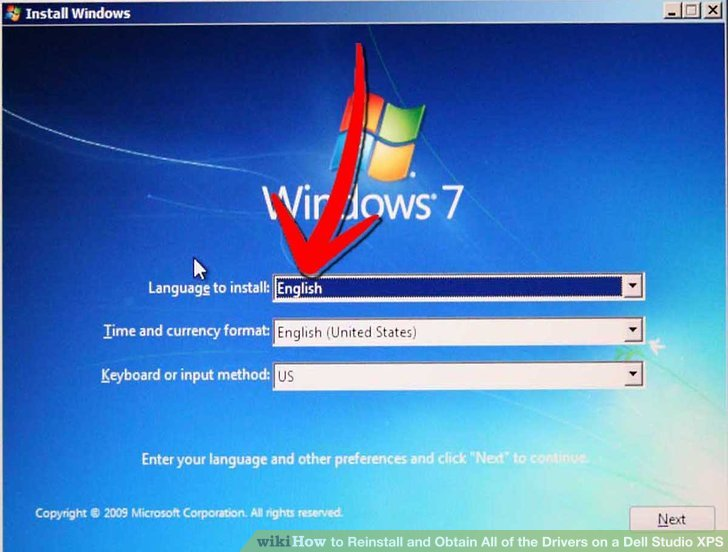 Install Windows
Windows 7
Language to install: English
Time and currency format: English (United States)
Keyboard or input method: US
Enter your language and other preferences and click "Next" to continue.
Copyright © 2009 Microsoft Corporation. All rights reserved.
Next
wikiHow to Reinstall and Obtain All of the Drivers on a Dell Studio XPS